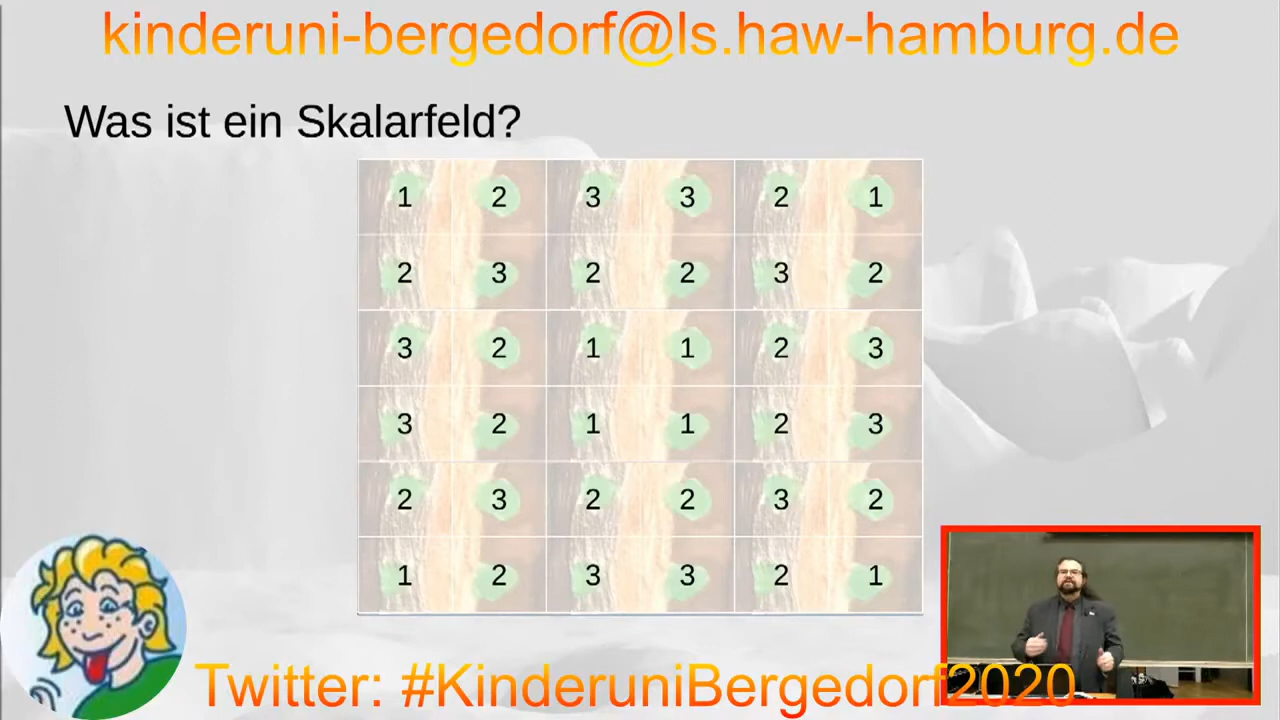 kinderuni-bergedorf@ls.haw-hamburg.de
Was ist ein Skalarfeld?
1 2 3 3 2 1
2 3 2 2 3 2
3 2 1 1 2 3
3 2 1 1 2 3
2 3 2 2 3 2
1 2 3 3 2 1
Twitter: #KinderuniBergedorf2020